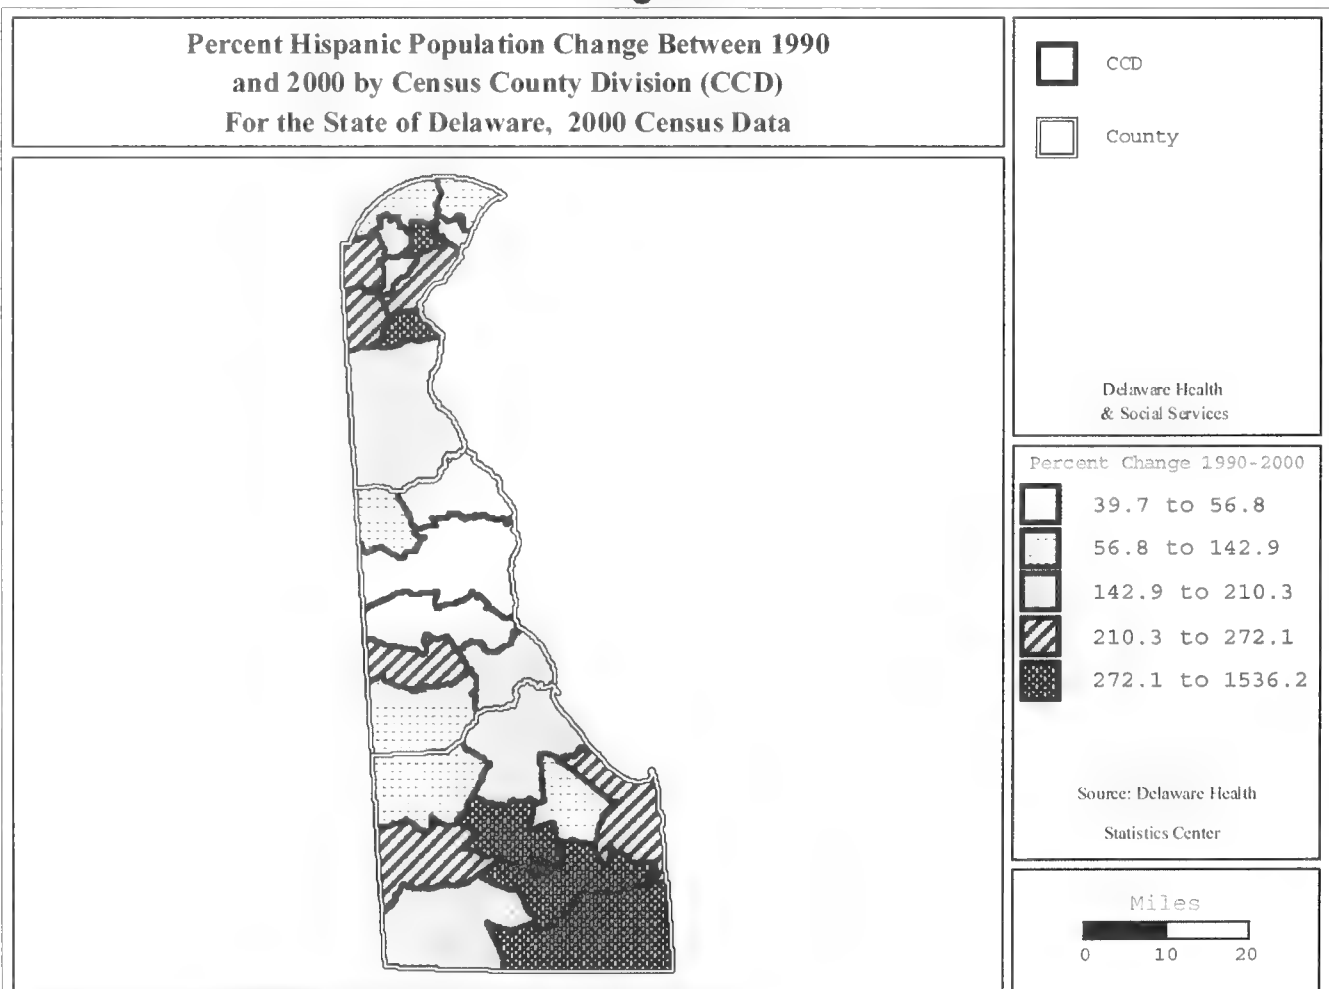 Percent Hispanic Population Change Between 1990
and 2000 by Census County Division (CCD)
For the State of Delaware, 2000 Census Data
CCD
County
Delaware Health
& Social Services
Percent Change 1990-2000
39.7 to 56.8
56.8 to 142.9
142.9 to 210.3
210.3 to 272.1
272.1 to 1536.2
Source: Delaware Health
Statistics Center
Miles
0 10 20